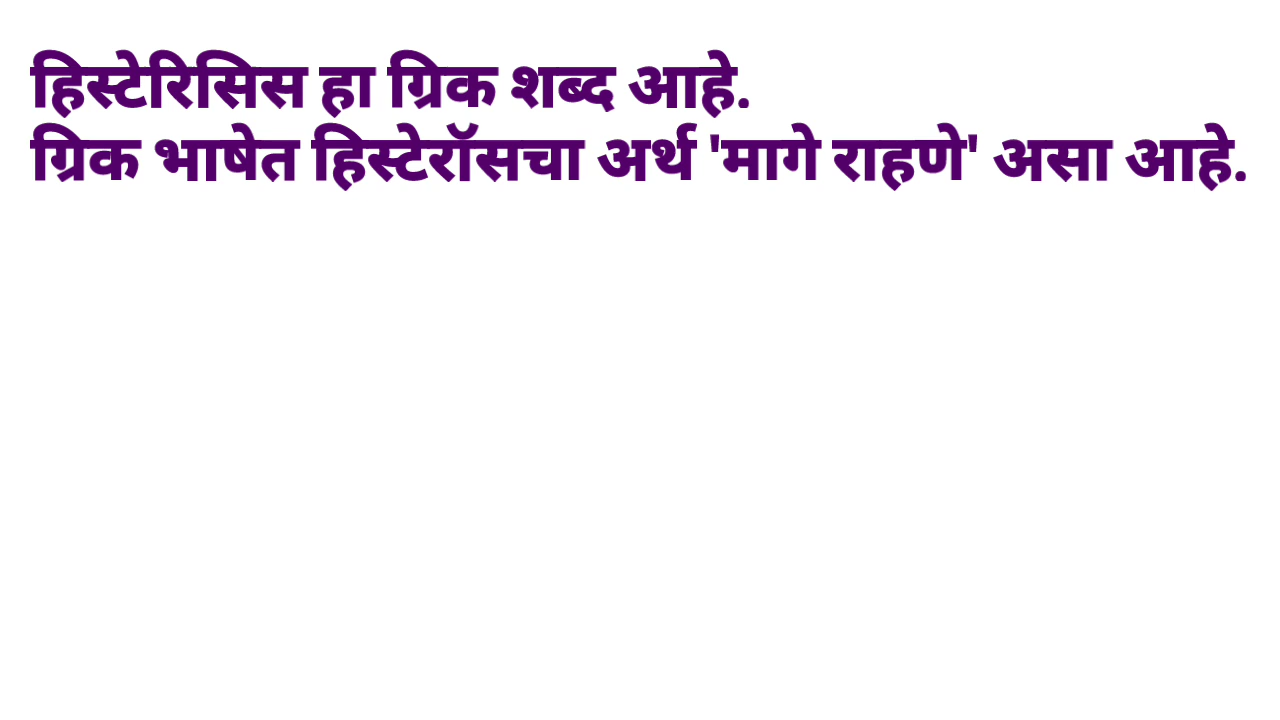 हिस्टेरिसिस हा ग्रिक शब्द आहे.
ग्रिक भाषेत हिस्टेरॉसचा अर्थ 'मागे राहणे' असा आहे.